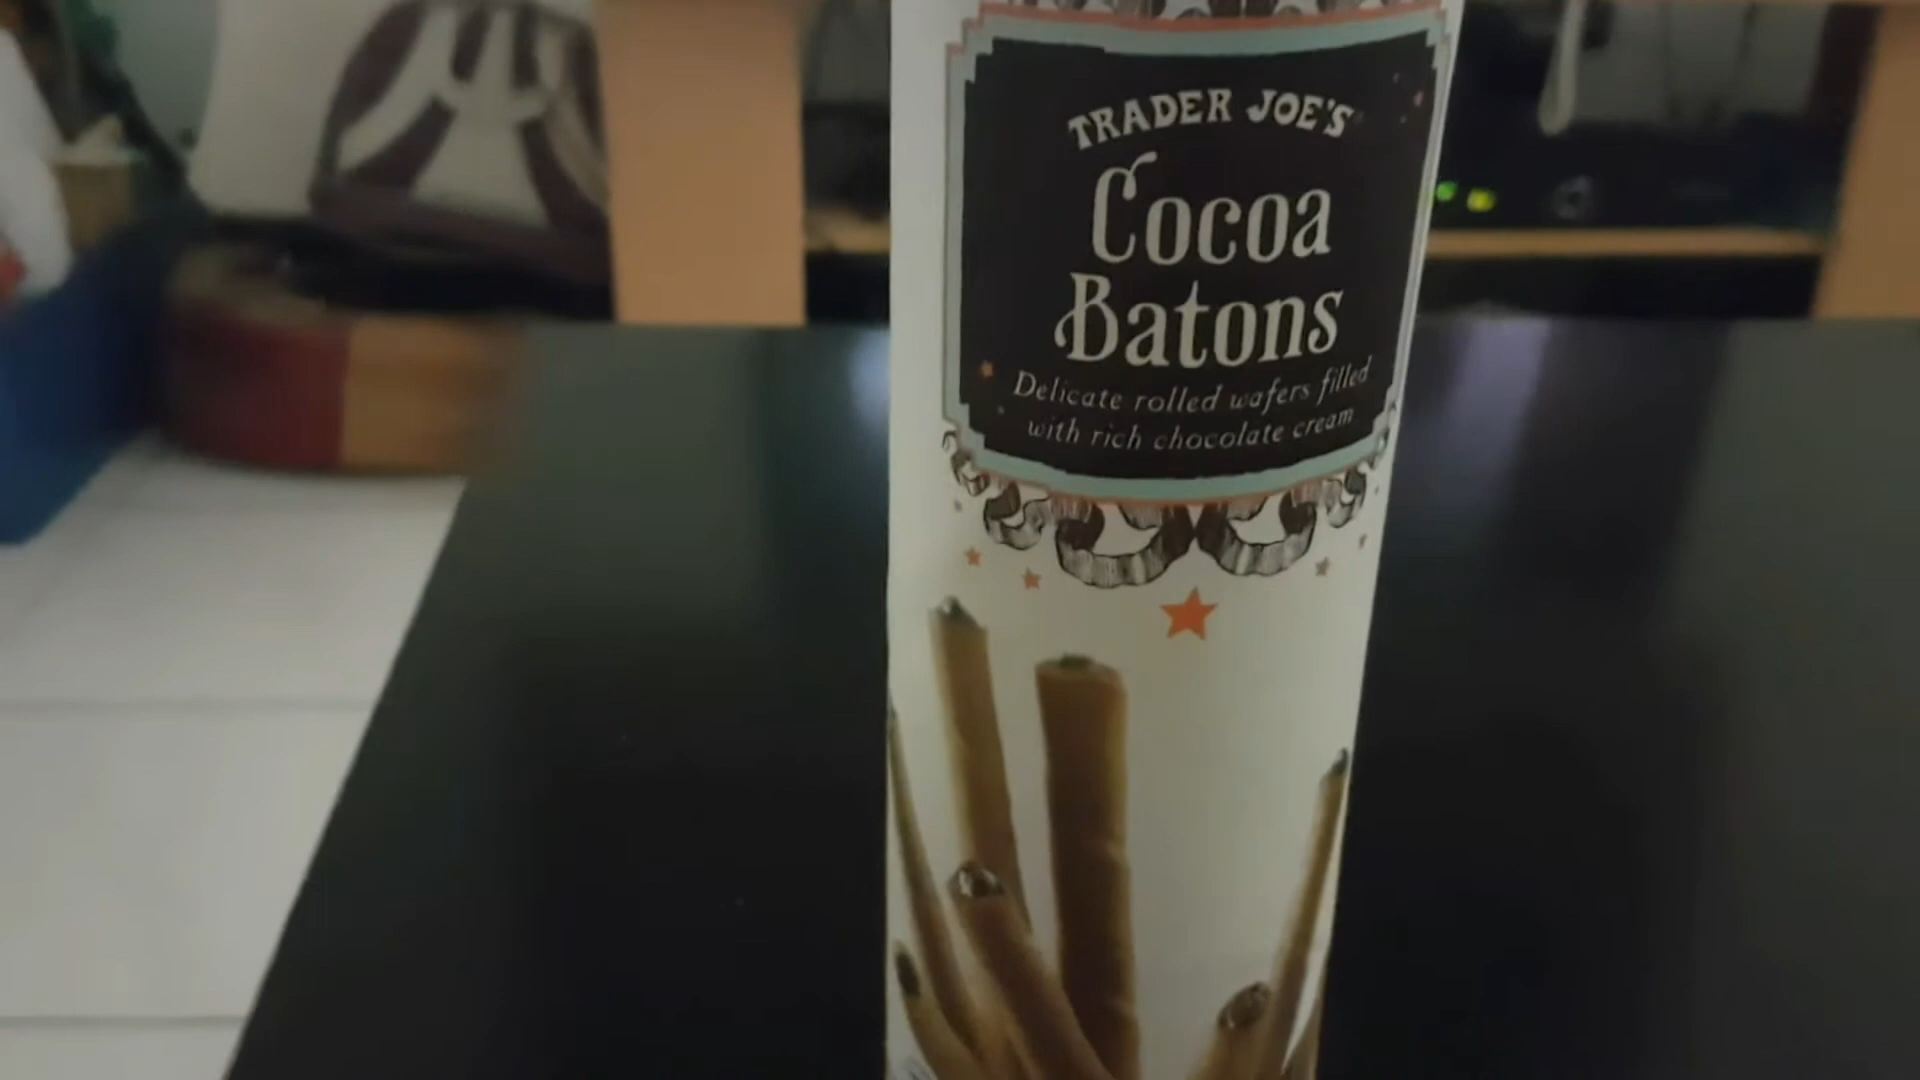 TRADER JOE'S
Cocoa
Batons
Delicate rolled wafers filled
with rich chocolate cream